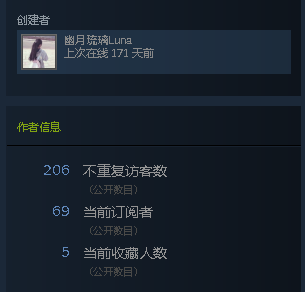 创建者
幽月琉璃Luna
上次在线 171 天前
作者信息
206 不重复访客数
（公开数目）
69 当前订阅者
（公开数目）
5 当前收藏人数
（公开数目）